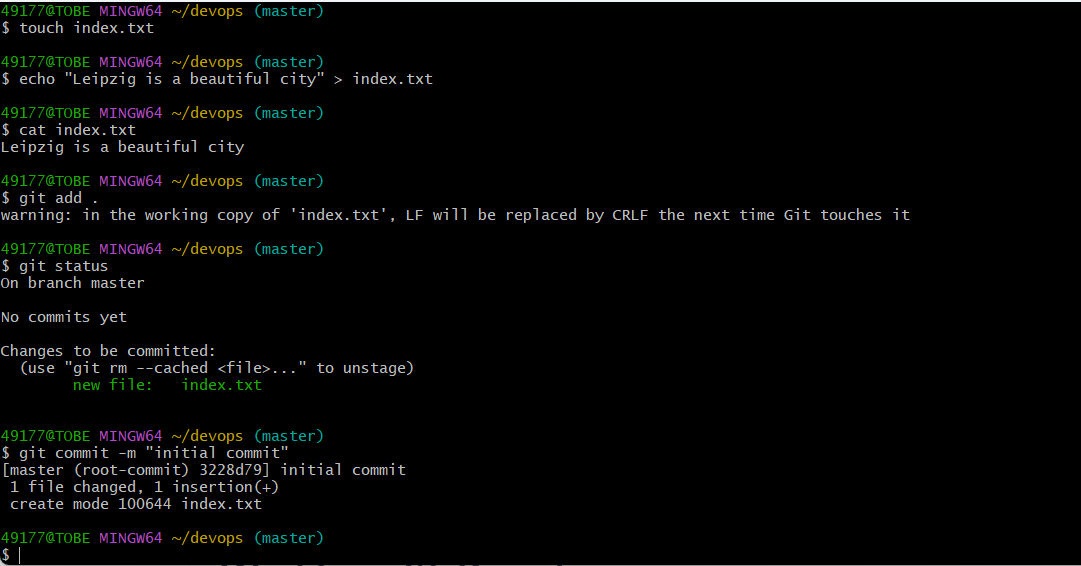 49177@TOBE MINGW64 ~/devops (master)
$ touch index.txt
49177@TOBE MINGW64 ~/devops (master)
$ echo "Leipzig is a beautiful city" > index.txt
49177@TOBE MINGW64 ~/devops (master)
$ cat index.txt
Leipzig is a beautiful city
49177@TOBE MINGW64 ~/devops (master)
$ git add .
warning: in the working copy of 'index.txt', LF will be replaced by CRLF the next time Git touches it
49177@TOBE MINGW64 ~/devops (master)
$ git status
On branch master
No commits yet
Changes to be committed:
  (use "git rm --cached <file>..." to unstage)
        new file:   index.txt
49177@TOBE MINGW64 ~/devops (master)
$ git commit -m "initial commit"
[master (root-commit) 3228d79] initial commit
 1 file changed, 1 insertion(+)
 create mode 100644 index.txt
49177@TOBE MINGW64 ~/devops (master)
$